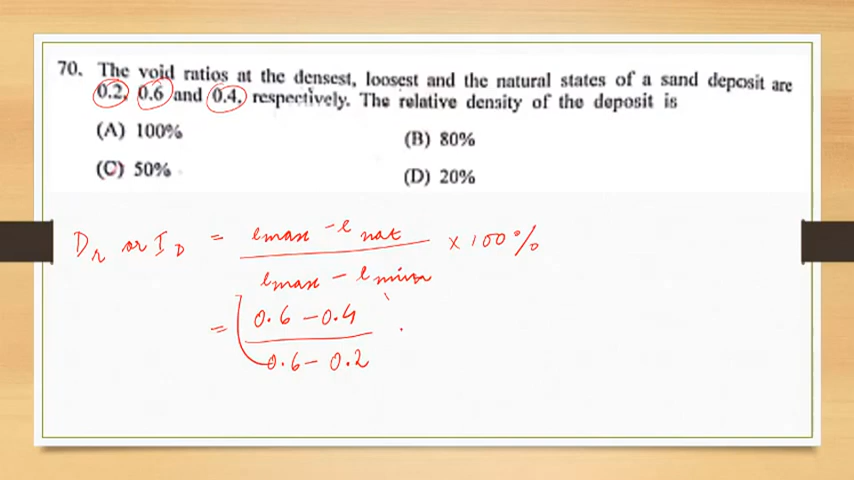 70. The void ratios at the densest, loosest and the natural states of a sand deposit are
0.2, 0.6 and 0.4, respectively. The relative density of the deposit is
(A) 100%
(B) 80%
(C) 50%
(D) 20%
Dr or ID = emax - e nat × 100%
emax - e min
= [ 0.6 - 0.4
0.6 - 0.2